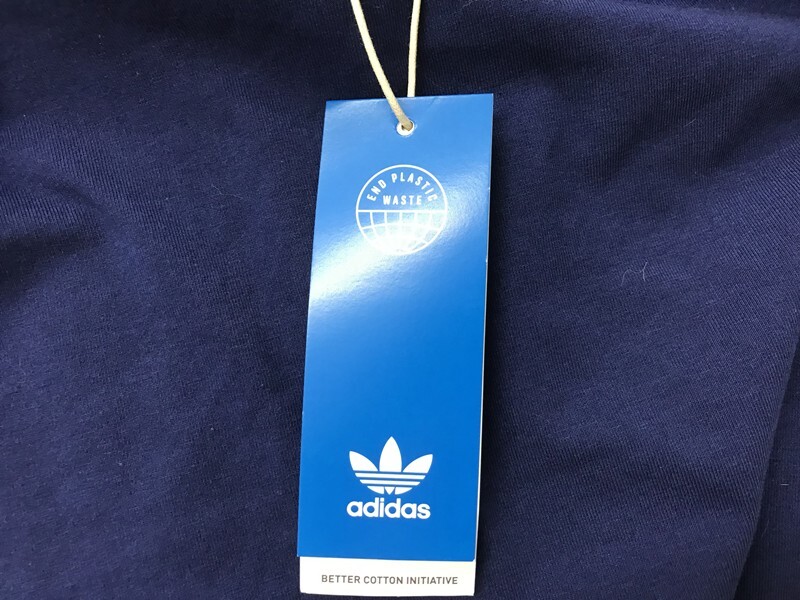 END PLASTIC
WASTE
adidas
BETTER COTTON INITIATIVE